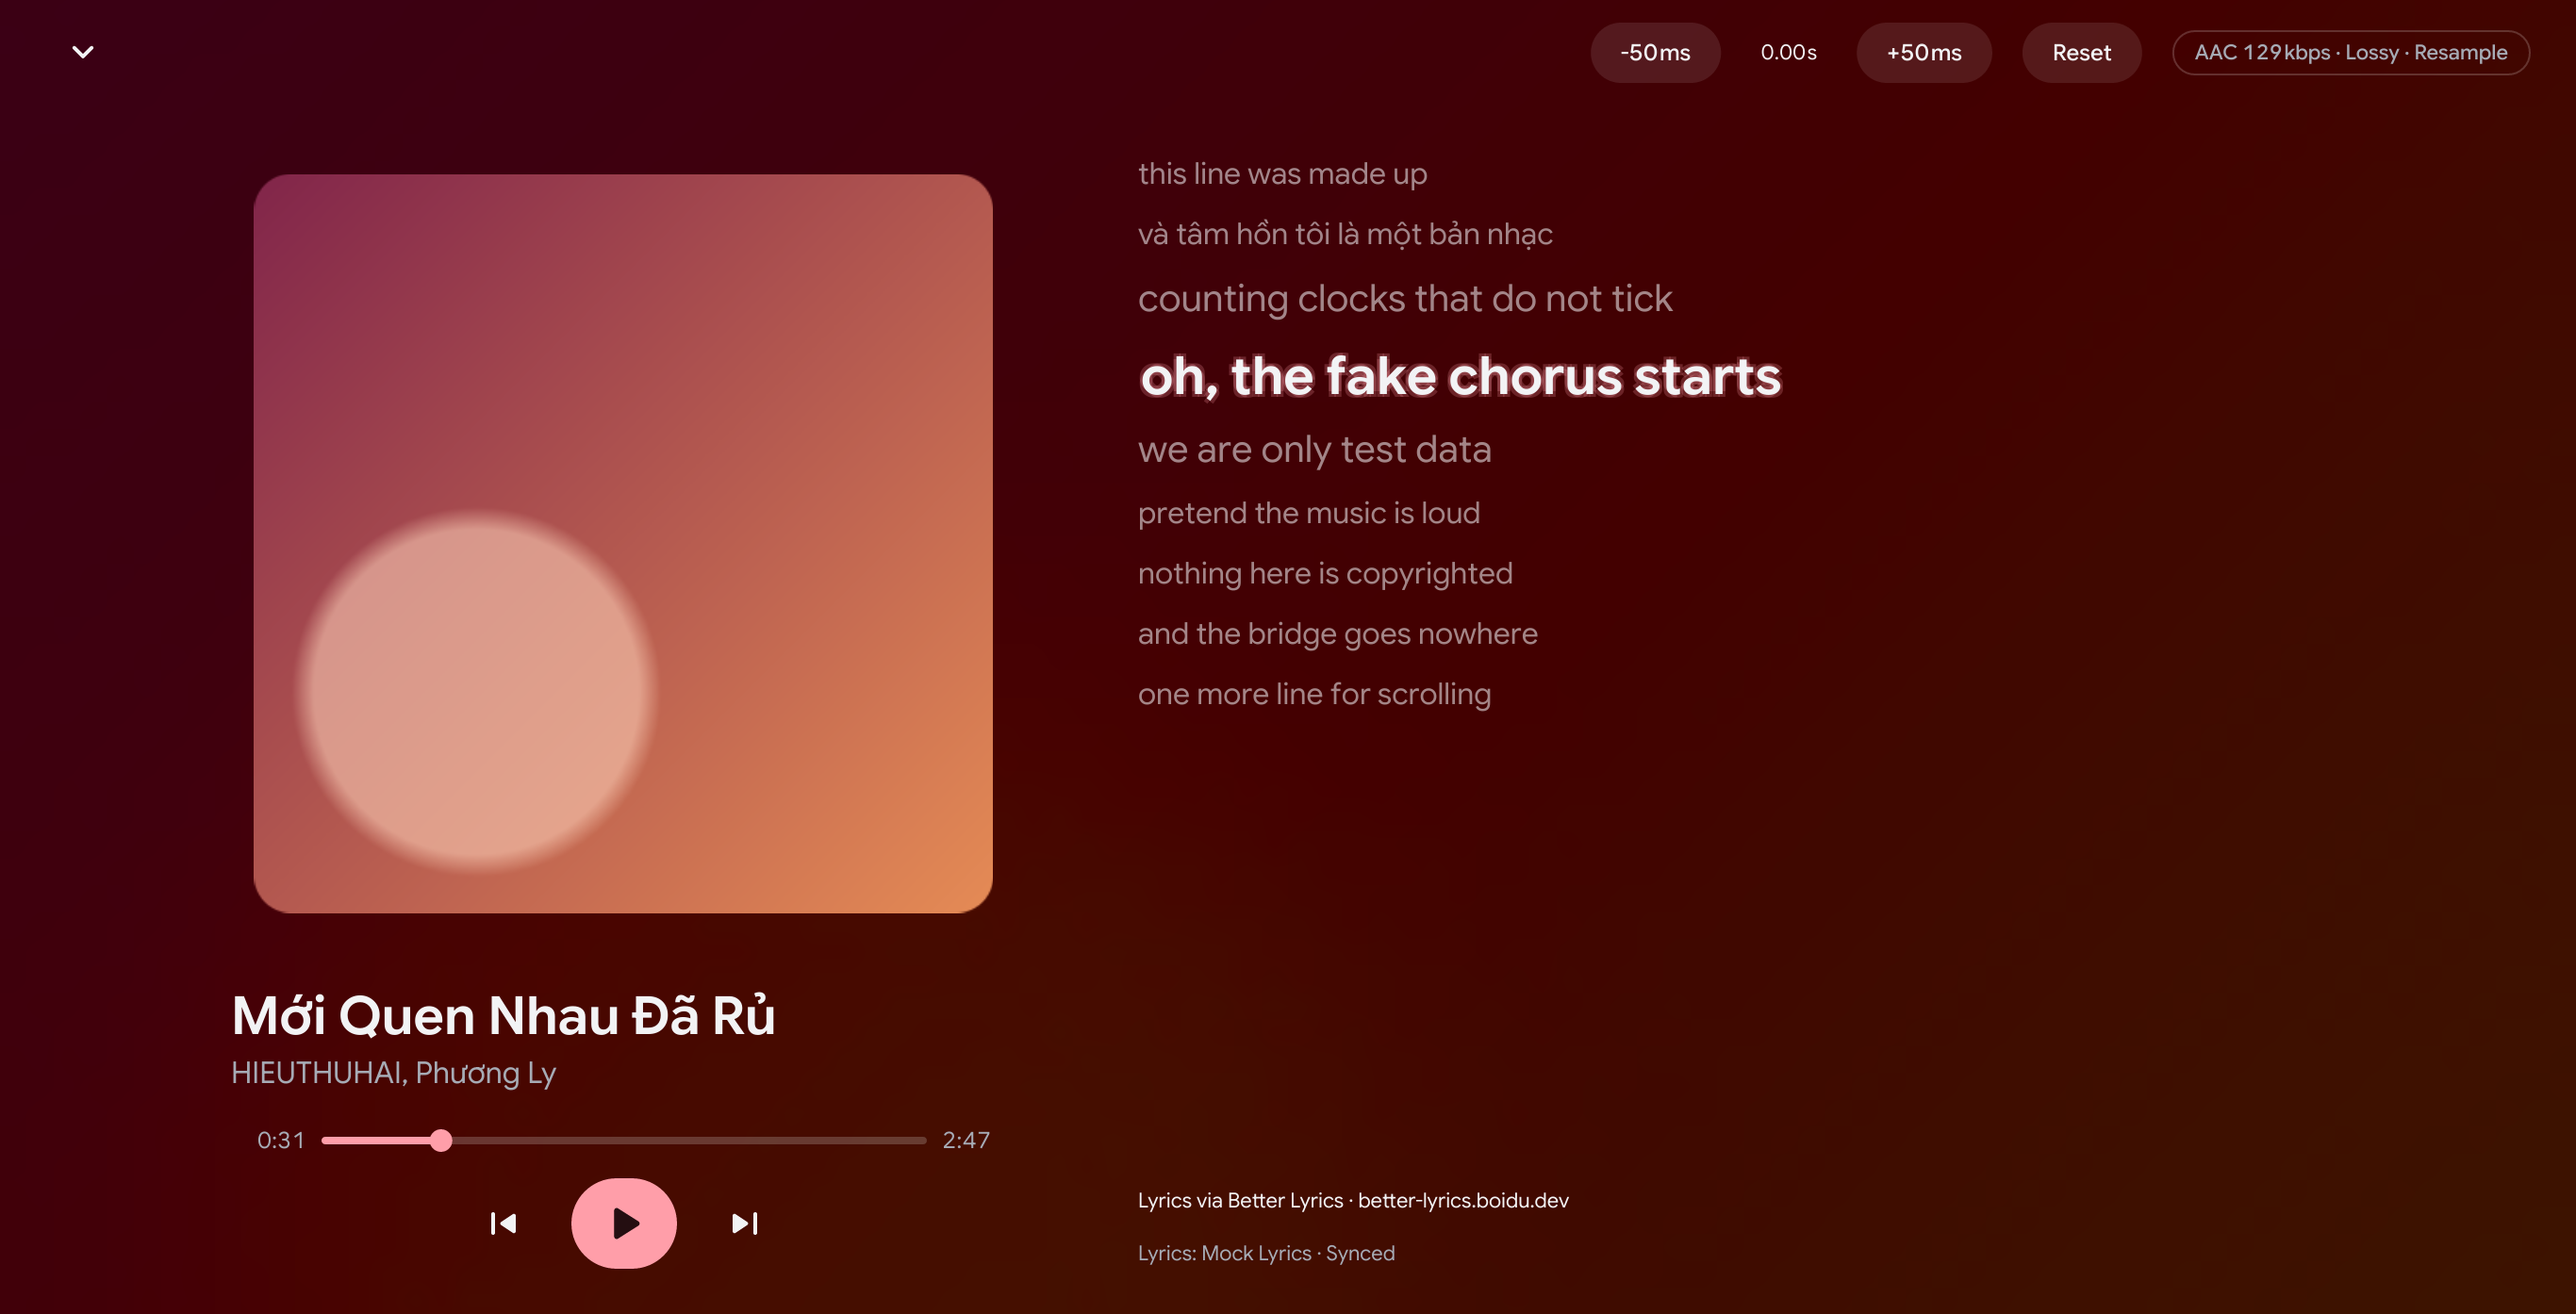 -50ms 0.00s +50ms Reset AAC 129kbps · Lossy · Resample
this line was made up
và tâm hồn tôi là một bản nhạc
counting clocks that do not tick
oh, the fake chorus starts
we are only test data
pretend the music is loud
nothing here is copyrighted
and the bridge goes nowhere
one more line for scrolling
Mới Quen Nhau Đã Rủ
HIEUTHUHAI, Phương Ly
0:31 2:47
Lyrics via Better Lyrics · better-lyrics.boidu.dev
Lyrics: Mock Lyrics · Synced